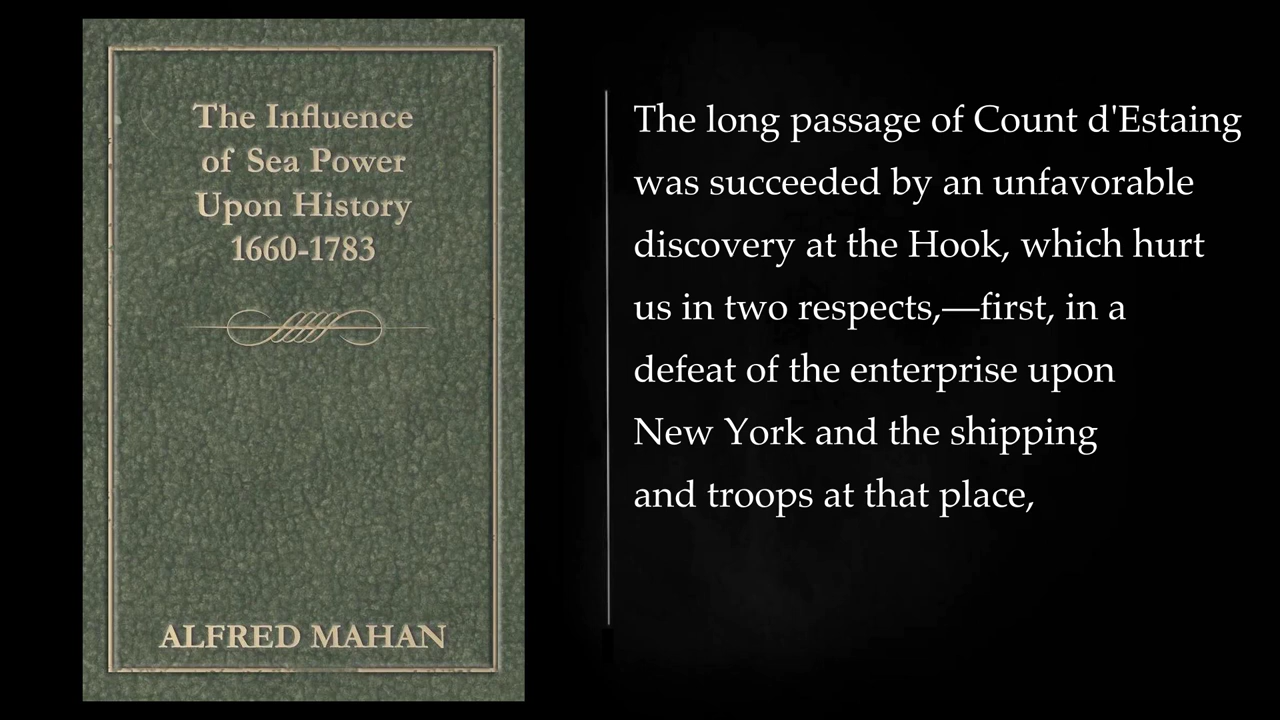 The Influence
of Sea Power
Upon History
1660-1783
ALFRED MAHAN
The long passage of Count d'Estaing
was succeeded by an unfavorable
discovery at the Hook, which hurt
us in two respects,—first, in a
defeat of the enterprise upon
New York and the shipping
and troops at that place,